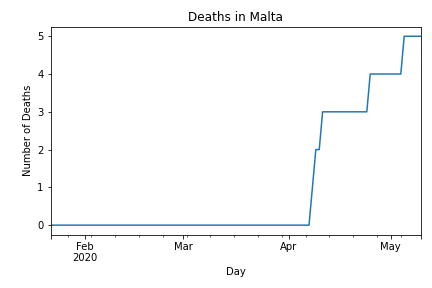 Deaths in Malta
5
4
3
2
1
0
Number of Deaths
Feb
2020
Mar
Apr
May
Day